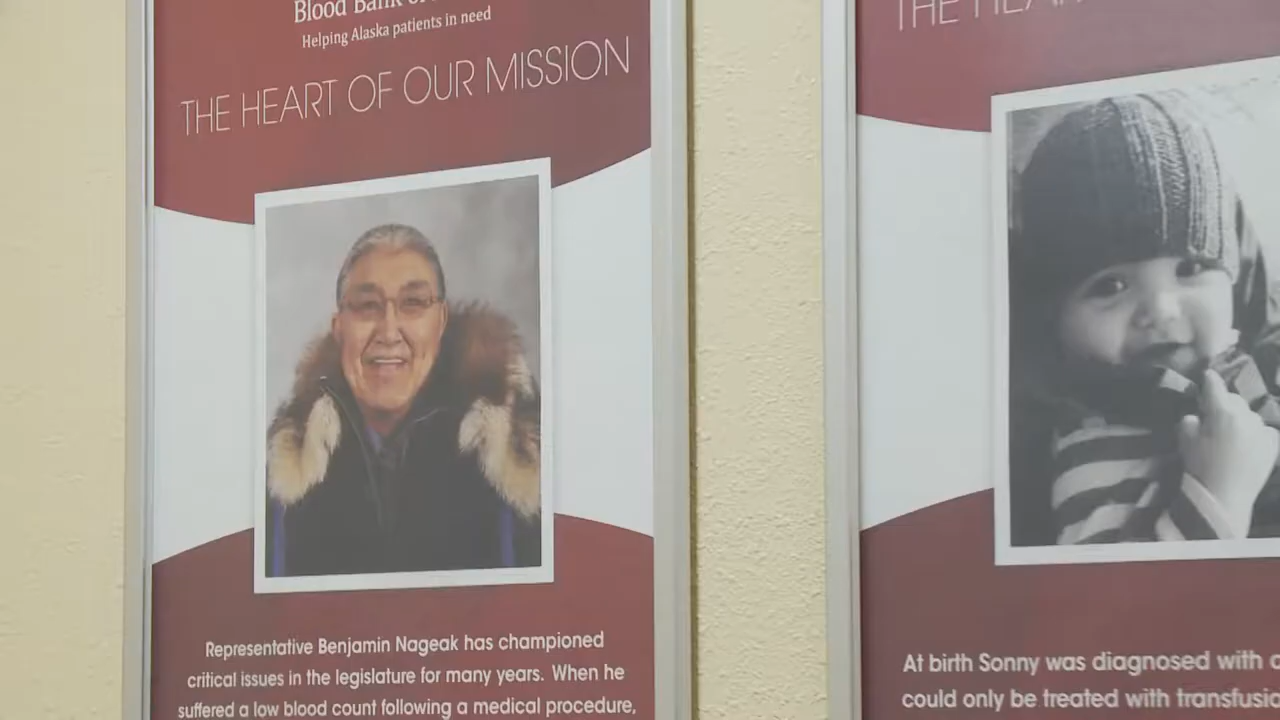 Blood Bank of
Helping Alaska patients in need
THE HEART OF OUR MISSION
Representative Benjamin Nageak has championed
critical issues in the legislature for many years. When he
suffered a low blood count following a medical procedure,
THE
At birth Sonny was diagnosed with
could only be treated with